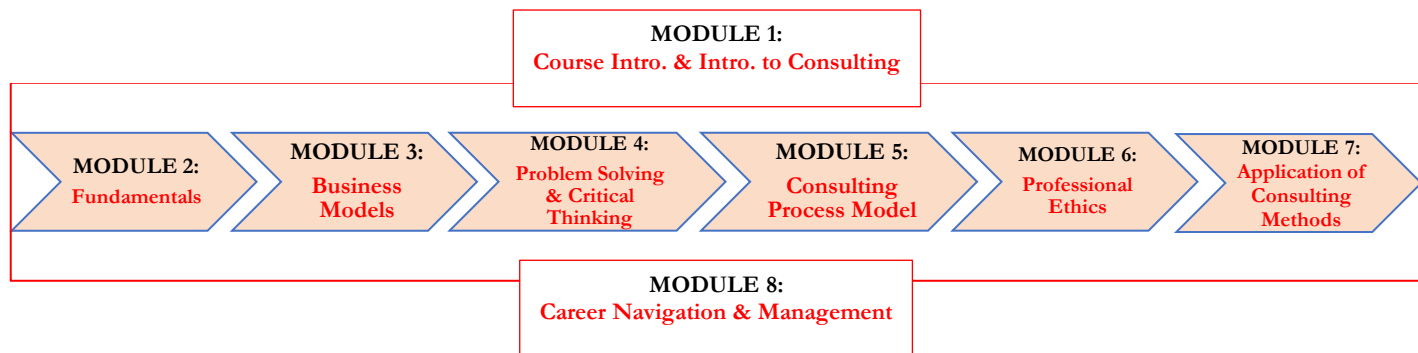 MODULE 1:
Course Intro. & Intro. to Consulting
MODULE 2:
Fundamentals
MODULE 3:
Business
Models
MODULE 4:
Problem Solving
& Critical
Thinking
MODULE 5:
Consulting
Process Model
MODULE 6:
Professional
Ethics
MODULE 7:
Application of
Consulting
Methods
MODULE 8:
Career Navigation & Management